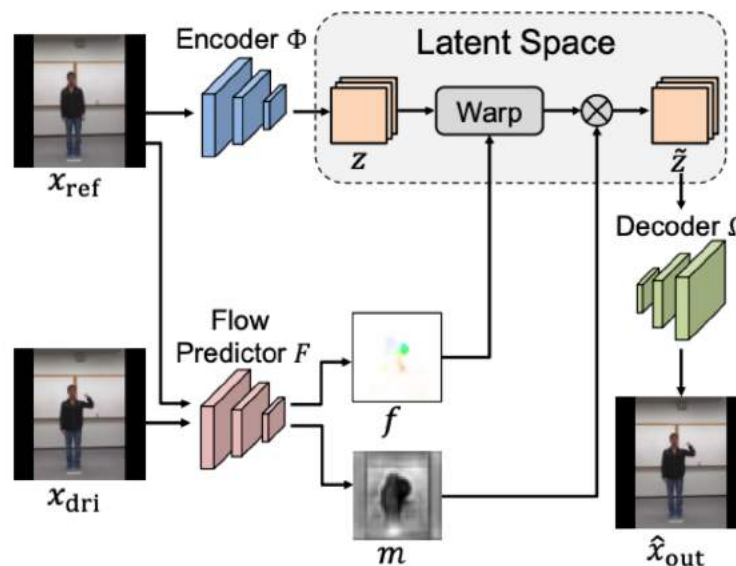 Encoder Φ
Latent Space
Warp
z
z̃
x_ref
Decoder Ω
Flow
Predictor F
f
x_dri
m
x̂_out